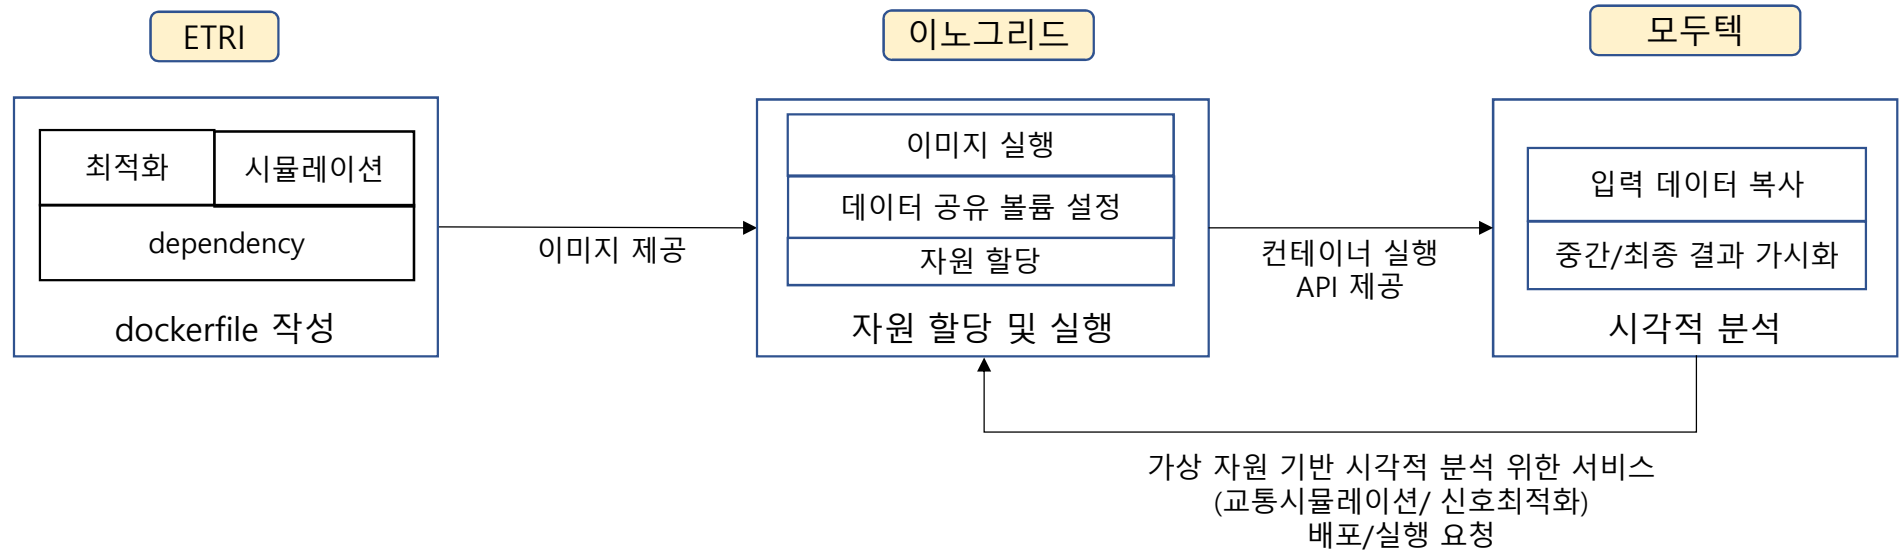 ETRI
이노그리드
모두텍
최적화
시뮬레이션
dependency
dockerfile 작성
이미지 제공
이미지 실행
데이터 공유 볼륨 설정
자원 할당
자원 할당 및 실행
컨테이너 실행
API 제공
입력 데이터 복사
중간/최종 결과 가시화
시각적 분석
가상 자원 기반 시각적 분석 위한 서비스
(교통시뮬레이션/ 신호최적화)
배포/실행 요청